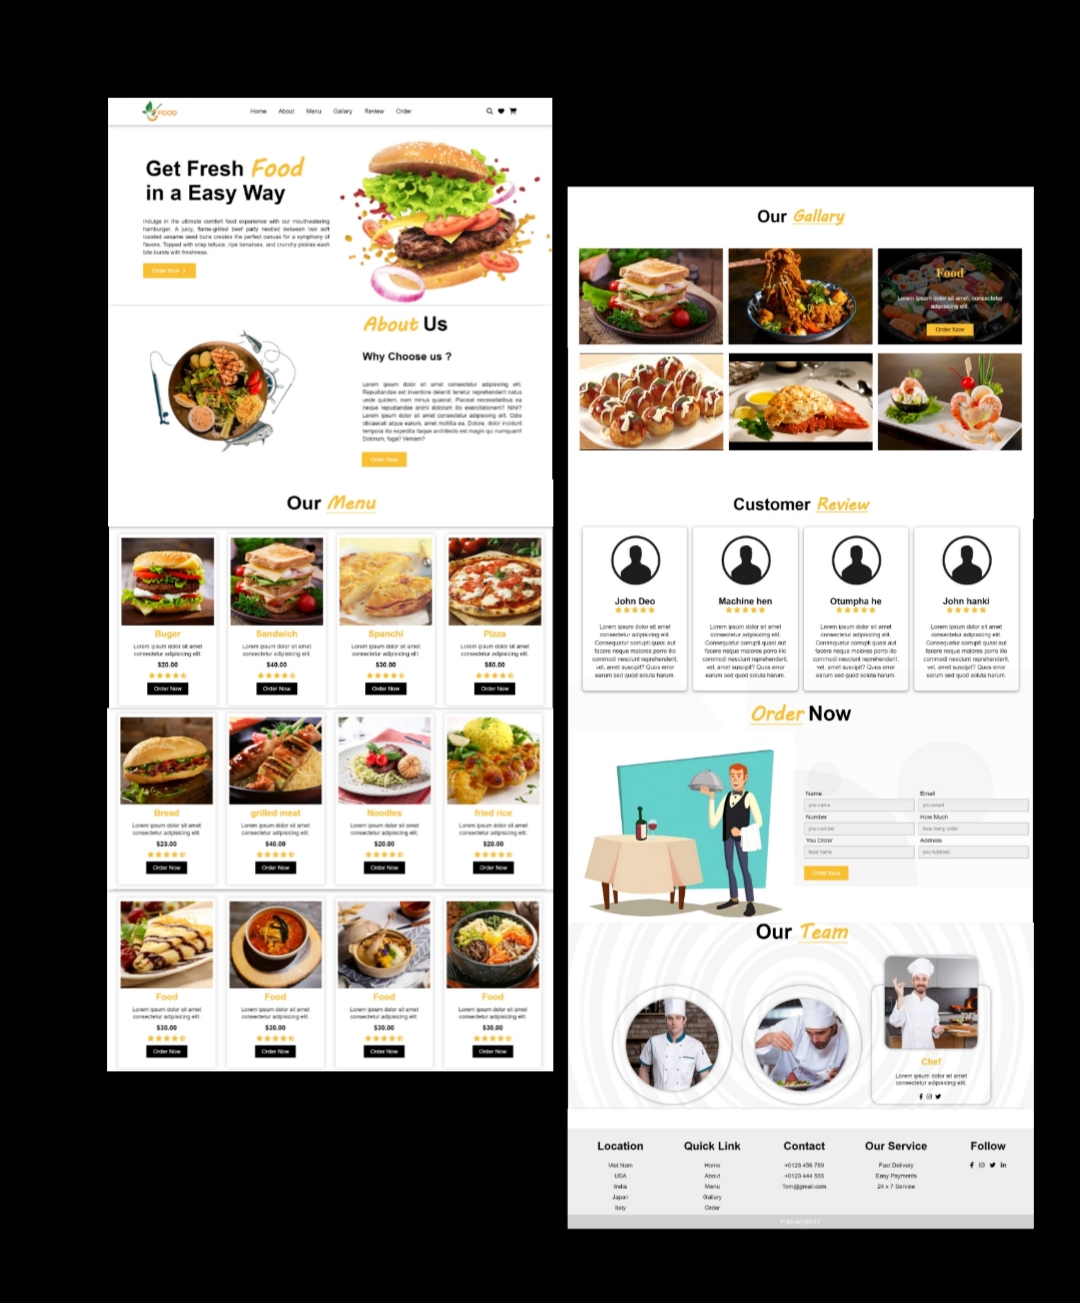 FOOD
Home About Menu Gallary Review Order
Get Fresh Food
in a Easy Way
Indulge in the ultimate comfort food experience with our mouthwatering
hamburger. A juicy, flame-grilled beef patty nestled between two soft
toasted sesame seed buns creates the perfect canvas for a symphony of
flavors. Topped with crisp lettuce, ripe tomatoes, and crunchy pickles each
bite bursts with freshness.
Order Now
About Us
Why Choose us ?
Lorem ipsum dolor sit amet consectetur adipisicing elit.
Repudiandae est inventore deleniti tenetur reprehenderit natus
unde quidem, nam minus quaerat. Placeat necessitatibus ea
neque repudiandae animi dolorum illo exercitationem? Nihil?
Lorem ipsum dolor sit amet consectetur adipisicing elit. Odio
obcaecati atque earum, amet mollitia ea. Dolore, dolor incidunt
tempora illo expedita itaque architecto est magni qui numquam!
Dolorum, fuga? Veniam?
Order Now
Our Menu
Buger
Lorem ipsum dolor sit amet
consectetur adipisicing elit.
$20.00
Order Now
Sandwich
Lorem ipsum dolor sit amet
consectetur adipisicing elit.
$40.00
Order Now
Spanchi
Lorem ipsum dolor sit amet
consectetur adipisicing elit.
$30.00
Order Now
Pizza
Lorem ipsum dolor sit amet
consectetur adipisicing elit.
$80.00
Order Now
Bread
Lorem ipsum dolor sit amet
consectetur adipisicing elit.
$23.00
Order Now
grilled meat
Lorem ipsum dolor sit amet
consectetur adipisicing elit.
$40.00
Order Now
Noodles
Lorem ipsum dolor sit amet
consectetur adipisicing elit.
$20.00
Order Now
fried rice
Lorem ipsum dolor sit amet
consectetur adipisicing elit.
$20.00
Order Now
Food
Lorem ipsum dolor sit amet
consectetur adipisicing elit.
$30.00
Order Now
Food
Lorem ipsum dolor sit amet
consectetur adipisicing elit.
$30.00
Order Now
Food
Lorem ipsum dolor sit amet
consectetur adipisicing elit.
$30.00
Order Now
Food
Lorem ipsum dolor sit amet
consectetur adipisicing elit.
$30.00
Order Now
Our Gallary
Food
Lorem ipsum dolor sit amet, consectetur
adipisicing elit.
Order Now
Customer Review
John Deo
Lorem ipsum dolor sit amet
consectetur adipisicing elit.
Consequatur corrupti quasi aut
facere neque maiores porro illo
commodi nesciunt reprehenderit,
vel, amet suscipit? Quos error
earum sed quod soluta harum.
Machine hen
Lorem ipsum dolor sit amet
consectetur adipisicing elit.
Consequatur corrupti quasi aut
facere neque maiores porro illo
commodi nesciunt reprehenderit,
vel, amet suscipit? Quos error
earum sed quod soluta harum.
Otumpha he
Lorem ipsum dolor sit amet
consectetur adipisicing elit.
Consequatur corrupti quasi aut
facere neque maiores porro illo
commodi nesciunt reprehenderit,
vel, amet suscipit? Quos error
earum sed quod soluta harum.
John hanki
Lorem ipsum dolor sit amet
consectetur adipisicing elit.
Consequatur corrupti quasi aut
facere neque maiores porro illo
commodi nesciunt reprehenderit,
vel, amet suscipit? Quos error
earum sed quod soluta harum.
Order Now
Name Email
you name you email
Number How Much
you number how many order
You Order Address
food name you Address
Order Now
Our Team
Chef
Lorem ipsum dolor sit amet
consectetur adipisicing elit.
Location
Viet Nam
USA
India
Japan
Italy
Quick Link
Home
About
Menu
Gallary
Order
Contact
+0123 456 789
+0123 444 555
Tom@gmail.com
Our Service
Fast Delivery
Easy Payments
24 x 7 Service
Follow